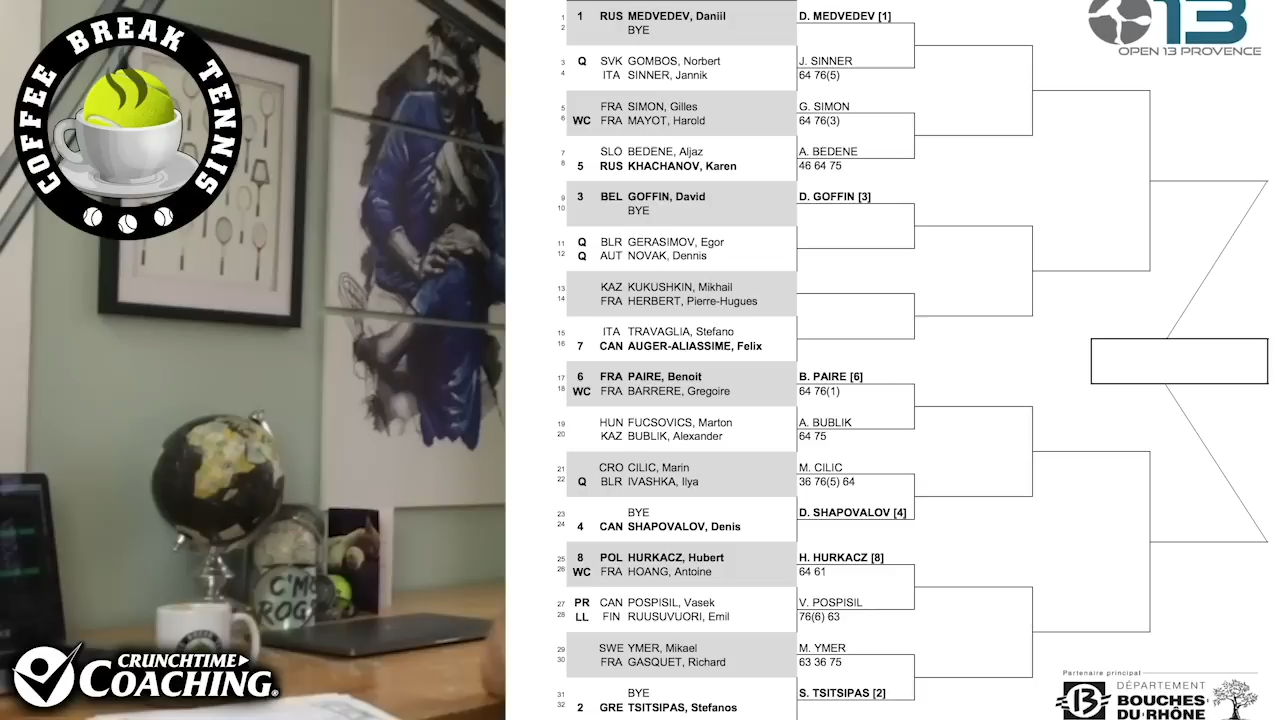 COFFEE BREAK TENNIS
C'MO
ROG
BREAK
CRUNCHTIME
COACHING®
13
OPEN 13 PROVENCE
1 1 RUS MEDVEDEV, Daniil
2 BYE
D. MEDVEDEV [1]
3 Q SVK GOMBOS, Norbert
4 ITA SINNER, Jannik
J. SINNER
64 76(5)
5 FRA SIMON, Gilles
6 WC FRA MAYOT, Harold
G. SIMON
64 76(3)
7 SLO BEDENE, Aljaz
8 5 RUS KHACHANOV, Karen
A. BEDENE
46 64 75
9 3 BEL GOFFIN, David
10 BYE
D. GOFFIN [3]
11 Q BLR GERASIMOV, Egor
12 Q AUT NOVAK, Dennis
13 KAZ KUKUSHKIN, Mikhail
14 FRA HERBERT, Pierre-Hugues
15 ITA TRAVAGLIA, Stefano
16 7 CAN AUGER-ALIASSIME, Felix
17 6 FRA PAIRE, Benoit
18 WC FRA BARRERE, Gregoire
B. PAIRE [6]
64 76(1)
19 HUN FUCSOVICS, Marton
20 KAZ BUBLIK, Alexander
A. BUBLIK
64 75
21 CRO CILIC, Marin
22 Q BLR IVASHKA, Ilya
M. CILIC
36 76(5) 64
23 BYE
24 4 CAN SHAPOVALOV, Denis
D. SHAPOVALOV [4]
25 8 POL HURKACZ, Hubert
26 WC FRA HOANG, Antoine
H. HURKACZ [8]
64 61
27 PR CAN POSPISIL, Vasek
28 LL FIN RUUSUVUORI, Emil
V. POSPISIL
76(6) 63
29 SWE YMER, Mikael
30 FRA GASQUET, Richard
M. YMER
63 36 75
31 BYE
32 2 GRE TSITSIPAS, Stefanos
S. TSITSIPAS [2]
Partenaire principal
13
DÉPARTEMENT
BOUCHES
DU RHÔNE